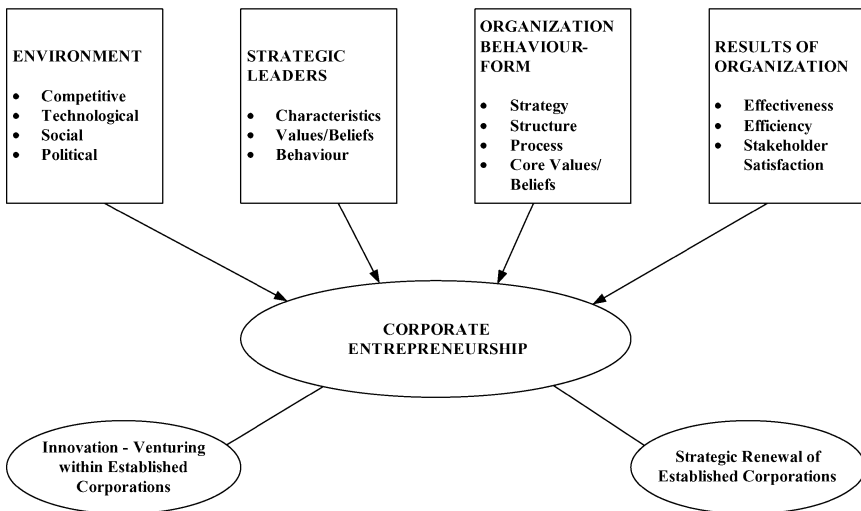 ENVIRONMENT
• Competitive
• Technological
• Social
• Political
STRATEGIC
LEADERS
• Characteristics
• Values/Beliefs
• Behaviour
ORGANIZATION
BEHAVIOUR-
FORM
• Strategy
• Structure
• Process
• Core Values/
Beliefs
RESULTS OF
ORGANIZATION
• Effectiveness
• Efficiency
• Stakeholder
Satisfaction
CORPORATE
ENTREPRENEURSHIP
Innovation - Venturing
within Established
Corporations
Strategic Renewal of
Established Corporations